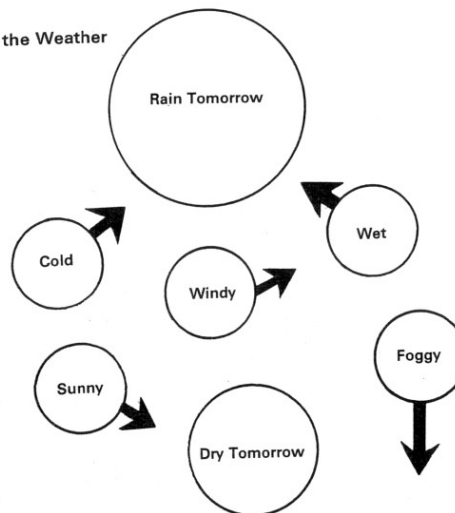 the Weather
Rain Tomorrow
Wet
Cold
Windy
Foggy
Sunny
Dry Tomorrow